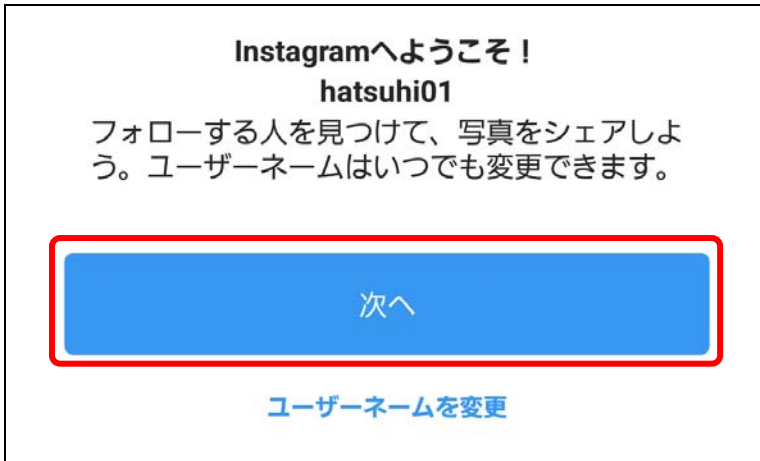 Instagramへようこそ！
hatsuhi01
フォローする人を見つけて、写真をシェアしよ
う。ユーザーネームはいつでも変更できます。
次へ
ユーザーネームを変更